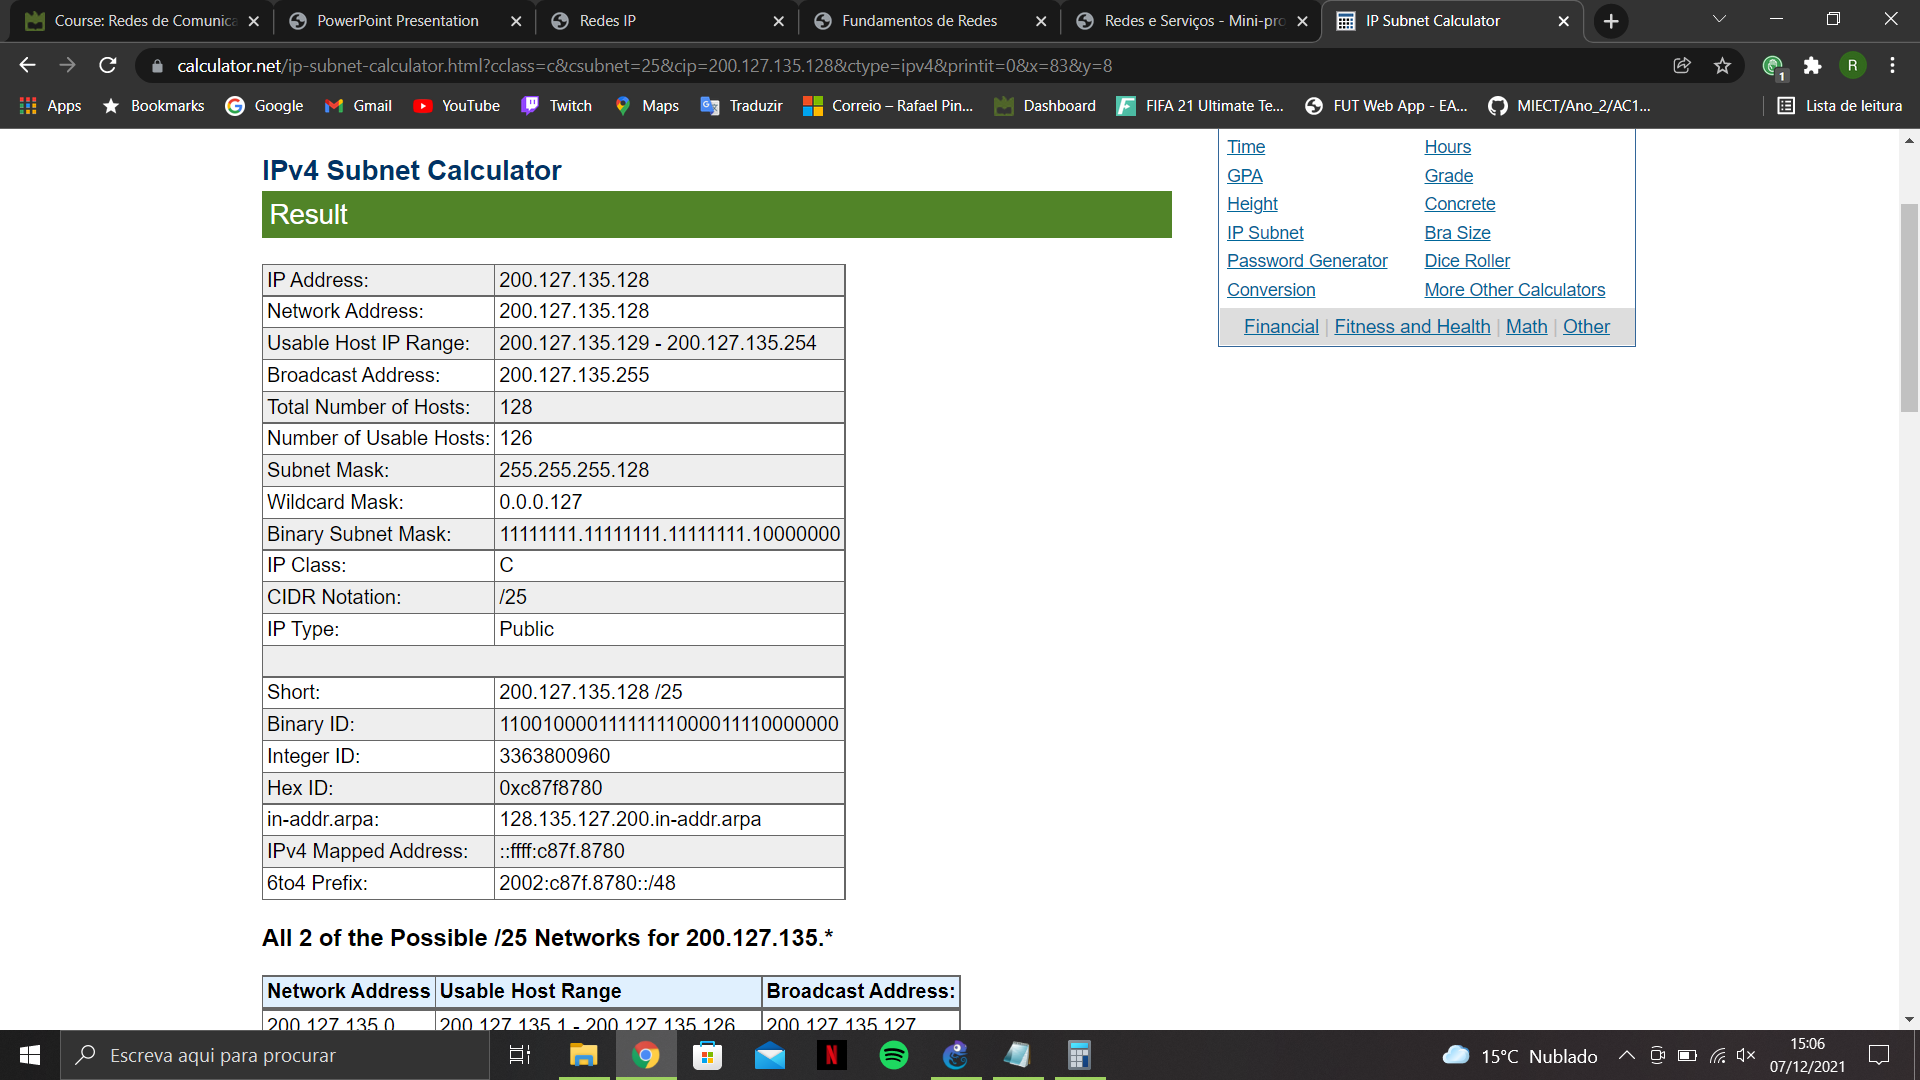 Course: Redes de Comunica
PowerPoint Presentation
Redes IP
Fundamentos de Redes
Redes e Serviços - Mini-pro
IP Subnet Calculator
calculator.net/ip-subnet-calculator.html?cclass=c&csubnet=25&cip=200.127.135.128&ctype=ipv4&printit=0&x=83&y=8
1
R
Apps
Bookmarks
Google
Gmail
YouTube
Twitch
Maps
Traduzir
Correio – Rafael Pin...
Dashboard
FIFA 21 Ultimate Te...
FUT Web App - EA...
MIECT/Ano_2/AC1...
Lista de leitura
IPv4 Subnet Calculator
Result
IP Address: 200.127.135.128
Network Address: 200.127.135.128
Usable Host IP Range: 200.127.135.129 - 200.127.135.254
Broadcast Address: 200.127.135.255
Total Number of Hosts: 128
Number of Usable Hosts: 126
Subnet Mask: 255.255.255.128
Wildcard Mask: 0.0.0.127
Binary Subnet Mask: 11111111.11111111.11111111.10000000
IP Class: C
CIDR Notation: /25
IP Type: Public
Short: 200.127.135.128 /25
Binary ID: 11001000011111111000011110000000
Integer ID: 3363800960
Hex ID: 0xc87f8780
in-addr.arpa: 128.135.127.200.in-addr.arpa
IPv4 Mapped Address: ::ffff:c87f.8780
6to4 Prefix: 2002:c87f.8780::/48
All 2 of the Possible /25 Networks for 200.127.135.*
Network Address Usable Host Range Broadcast Address:
200.127.135.0 200.127.135.1 - 200.127.135.126 200.127.135.127
Time Hours
GPA Grade
Height Concrete
IP Subnet Bra Size
Password Generator Dice Roller
Conversion More Other Calculators
Financial | Fitness and Health | Math | Other
Escreva aqui para procurar
N
15°C Nublado
15:06
07/12/2021